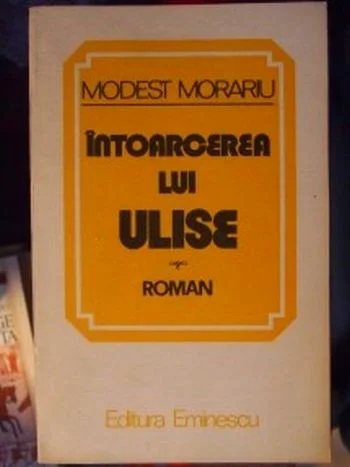 MODEST MORARIU
ÎNTOARCEREA
LUI
ULISE
ROMAN
Editura Eminescu